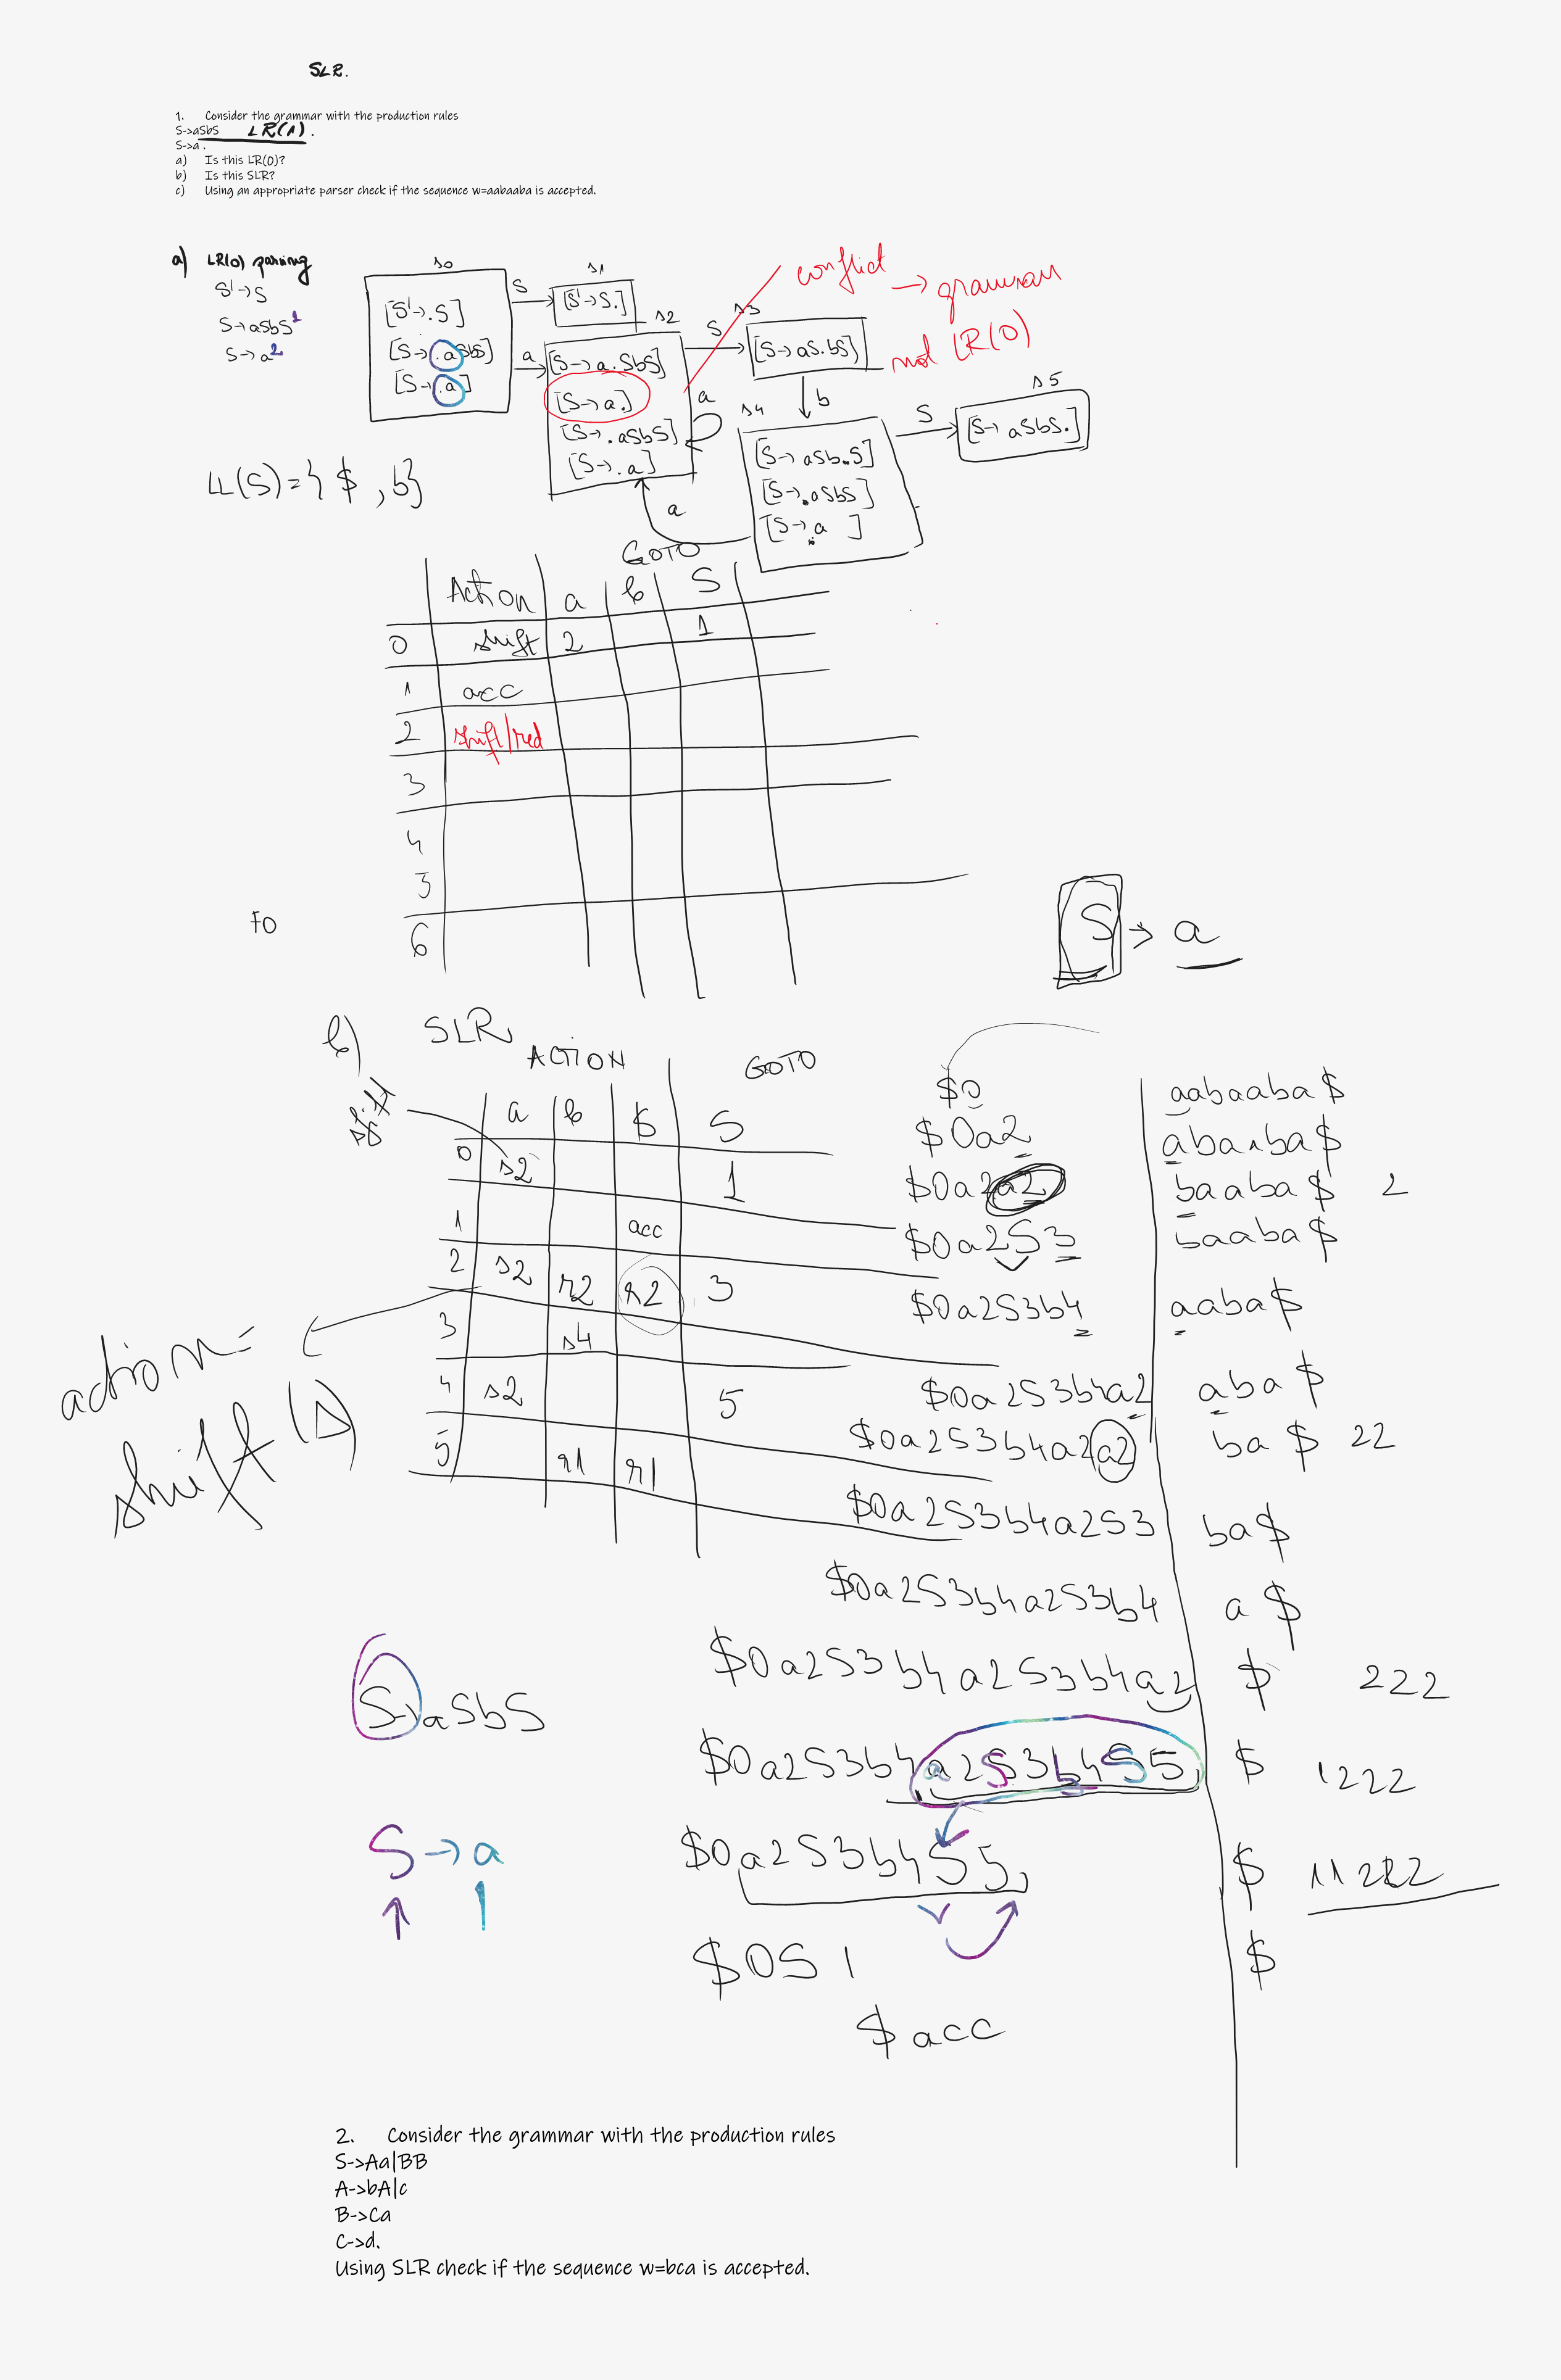 SLR.
1. Consider the grammar with the production rules
S->aSbS LR(1).
S->a.
a) Is this LR(0)?
b) Is this SLR?
c) Using an appropriate parser check if the sequence w=aabaaba is accepted.
a) LR(0) parsing
S'→S
S→aSbS 1
S→a 2
s0
[S'→.S]
[S→.aSbS]
[S→.a]
S
s1
[S'→S.]
a
s2
[S→a.SbS]
[S→a.]
[S→.aSbS]
[S→.a]
a
S
s3
[S→aS.bS]
b
s4
[S→aSb.S]
[S→.aSbS]
[S→.a ]
a
S
s5
[S→aSbS.]
conflict → grammar
not LR(0)
LL(S)={ $ , b}
GOTO
Action a b S
0 shift 2 1
1 acc
2 shift/red
3
4
5
6
FO
S → a
b) SLR
ACTION GOTO
shift
a b $ S
0 s2 1
1 acc
2 s2 r2 r2 3
3 s4
4 s2 5
5 r1 r1
action=
shift(s)
$0 aabaaba$
$0a2 abaaba$
$0a2a2 baaba$ 2
$0a2S3 baaba$
$0a2S3b4 aaba$
$0a2S3b4a2 aba$
$0a2S3b4a2a2 ba$ 22
$0a2S3b4a2S3 ba$
$0a2S3b4a2S3b4 a$
$0a2S3b4a2S3b4a2 $ 222
S→aSbS
$0a2S3b4a2S3b4S5 $ 1222
S→a
$0a2S3b4S5 $ 11222
$0S1 $
$acc
2. Consider the grammar with the production rules
S->Aa|BB
A->bA|c
B->Ca
C->d.
Using SLR check if the sequence w=bca is accepted.